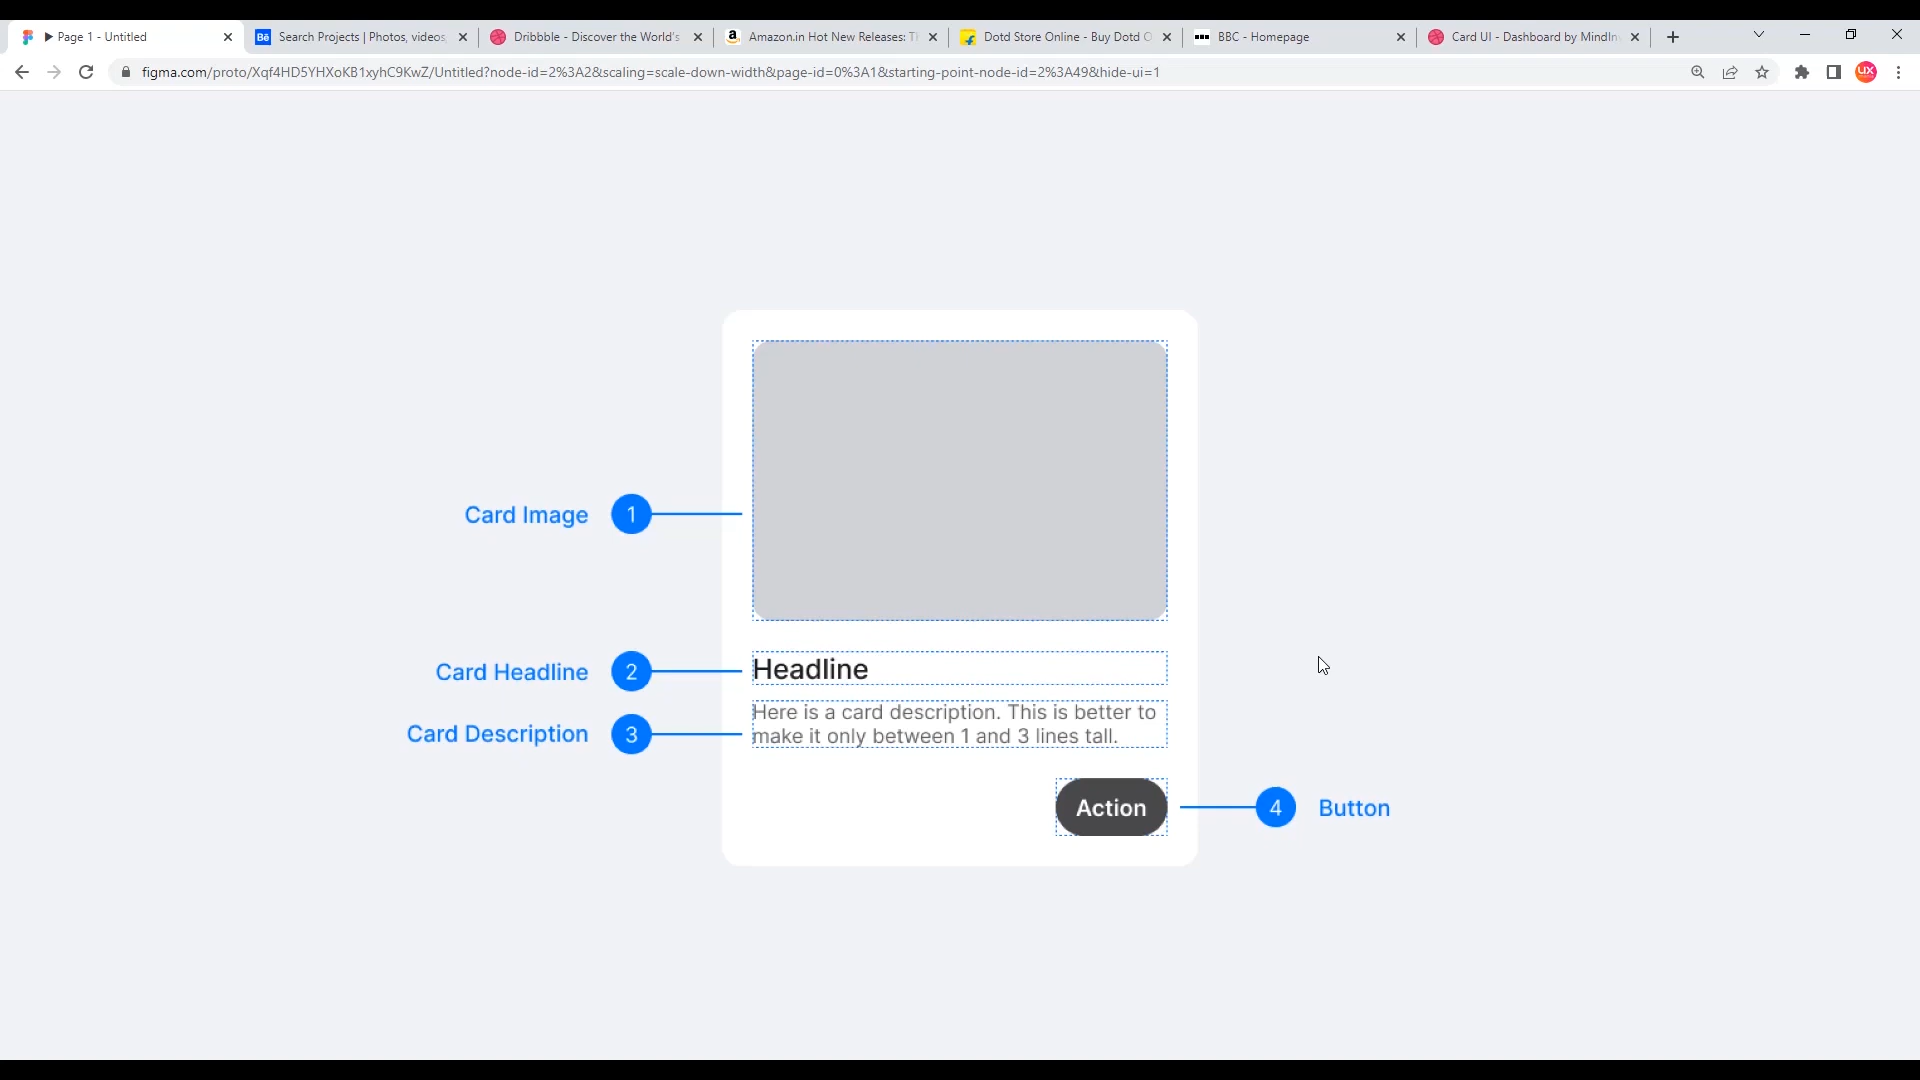 Page 1 - Untitled
Bē Search Projects | Photos, videos,
Dribbble - Discover the World's
a Amazon.in Hot New Releases: T
Dotd Store Online - Buy Dotd O
BBC - Homepage
Card UI - Dashboard by MindIn
figma.com/proto/Xqf4HD5YHXoKB1xyhC9KwZ/Untitled?node-id=2%3A2&scaling=scale-down-width&page-id=0%3A1&starting-point-node-id=2%3A49&hide-ui=1
UX
Card Image 1
Card Headline 2
Headline
Card Description 3
Here is a card description. This is better to
make it only between 1 and 3 lines tall.
Action
4 Button